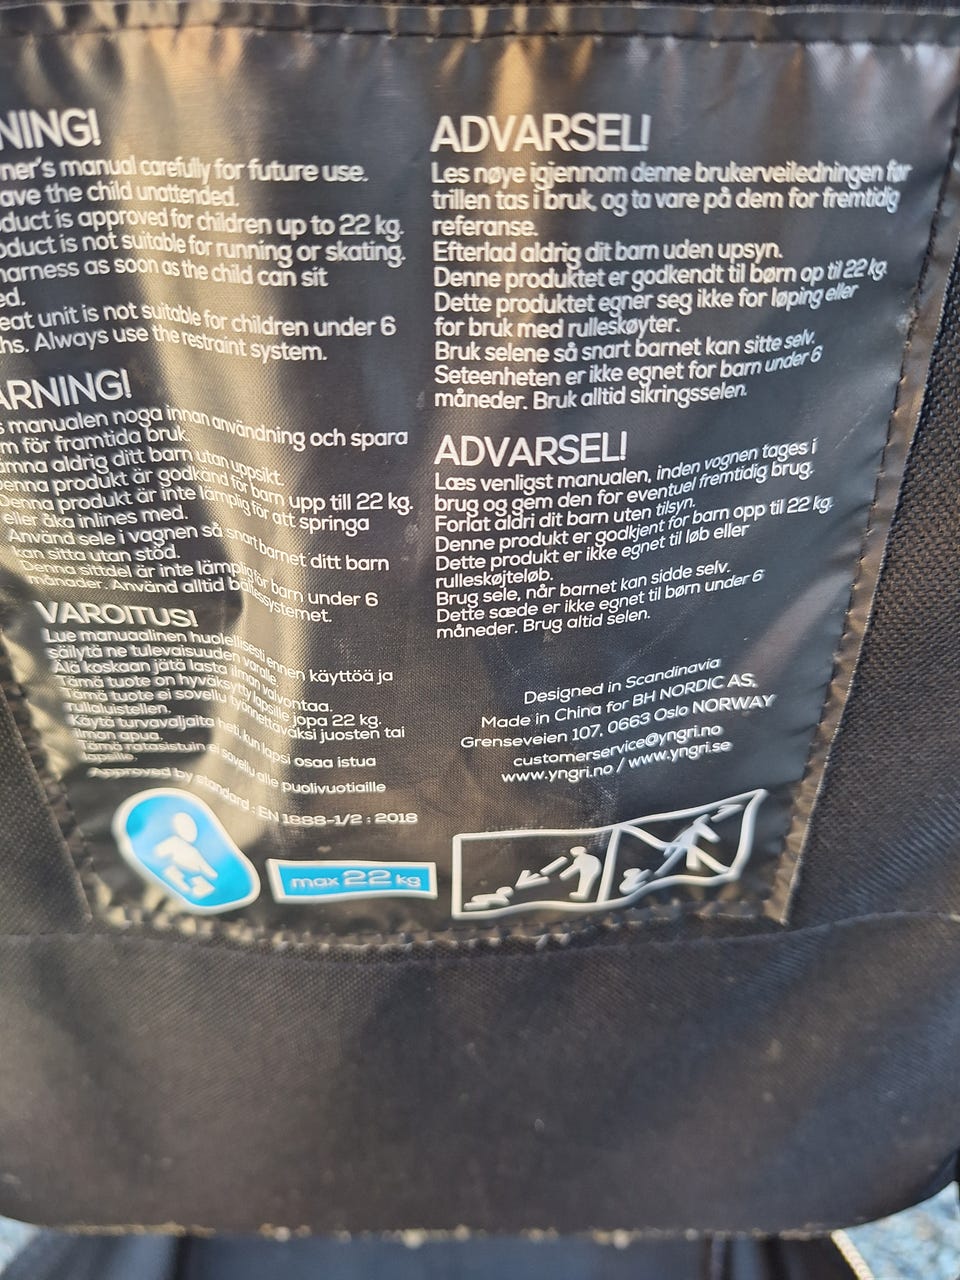 NING!
ner's manual carefully for future use.
ave the child unattended.
duct is approved for children up to 22 kg.
oduct is not suitable for running or skating.
harness as soon as the child can sit
ed.
eat unit is not suitable for children under 6
hs. Always use the restraint system.
ARNING!
s manualen noga innan användning och spara
m för framtida bruk.
ämna aldrig ditt barn utan uppsikt.
enna produkt är godkänd för barn upp till 22 kg.
Denna produkt är inte lämplig för att springa
eller åka inlines med.
Använd sele i vagnen så snart barnet ditt barn
kan sitta utan stöd.
Denna sittdel är inte lämplig för barn under 6
månader. Använd alltid bältessystemet.
VAROITUS!
Lue manuaalinen huolellisesti ennen käyttöä ja
säilytä ne tulevaisuuden varalle.
Älä koskaan jätä lasta ilman valvontaa.
Tämä tuote on hyväksytty lapsille jopa 22 kg.
Tämä tuote ei sovellu työnnettäväksi juosten tai
rullaluistellen.
Käytä turvavaljaita heti, kun lapsi osaa istua
ilman apua.
Tämä ratasistuin ei sovellu alle puolivuotiaille
lapsille.
Approved by standard : EN 1888-1/2 : 2018
max 22 kg
ADVARSEL!
Les nøye igjennom denne brukerveiledningen før
trillen tas i bruk, og ta vare på dem for fremtidig
referanse.
Efterlad aldrig dit barn uden upsyn.
Denne produktet er godkendt til børn op til 22 kg.
Dette produktet egner seg ikke for løping eller
for bruk med rulleskøyter.
Bruk selene så snart barnet kan sitte selv.
Seteenheten er ikke egnet for barn under 6
måneder. Bruk alltid sikringsselen.
ADVARSEL!
Læs venligst manualen, inden vognen tages i
brug og gem den for eventuel fremtidig brug.
Forlat aldri dit barn uten tilsyn.
Denne produkt er godkjent for barn opp til 22 kg.
Dette produkt er ikke egnet til løb eller
rulleskøjteløb.
Brug sele, når barnet kan sidde selv.
Dette sæde er ikke egnet til børn under 6
måneder. Brug altid selen.
Designed in Scandinavia
Made in China for BH NORDIC AS,
Grenseveien 107, 0663 Oslo NORWAY
customerservice@yngri.no
www.yngri.no / www.yngri.se